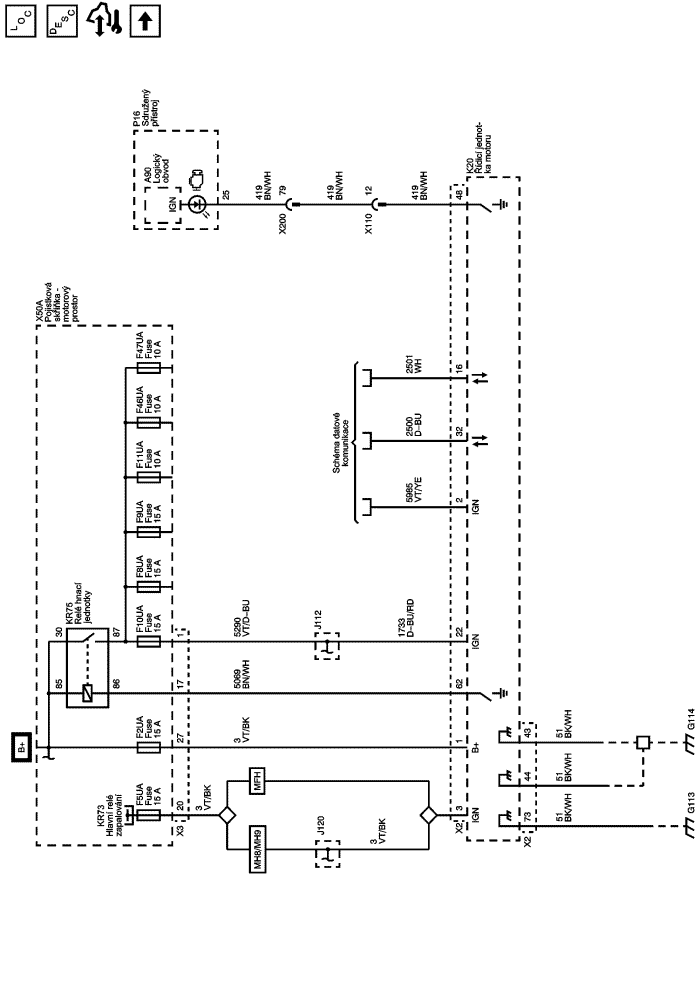 LOC
DESC
P16
Sdružený
přístroj
A90
Logický
obvod
IGN
25
419
BN/WH
79
X200
419
BN/WH
12
X110
419
BN/WH
48
K20
Řídicí jednot-
ka motoru
X50A
Pojistková
skříňka -
motorový
prostor
F47UA
Fuse
10 A
F46UA
Fuse
10 A
F11UA
Fuse
10 A
F9UA
Fuse
15 A
F8UA
Fuse
15 A
F10UA
Fuse
15 A
KR75
Relé hnací
jednotky
30
87
85
86
B+
F2UA
Fuse
15 A
KR73
Hlavní relé
zapalování
F5UA
Fuse
15 A
1
17
27
20
X3
Schéma datové
komunikace
2501
WH
16
2500
D-BU
32
5985
VT/YE
2
IGN
5290
VT/D-BU
J112
1733
D-BU/RD
22
IGN
5069
BN/WH
62
3
VT/BK
1
B+
3
VT/BK
MFH
MH8/MH9
J120
3
VT/BK
3
X2
IGN
43
51
BK/WH
G114
44
51
BK/WH
73
X2
51
BK/WH
G113